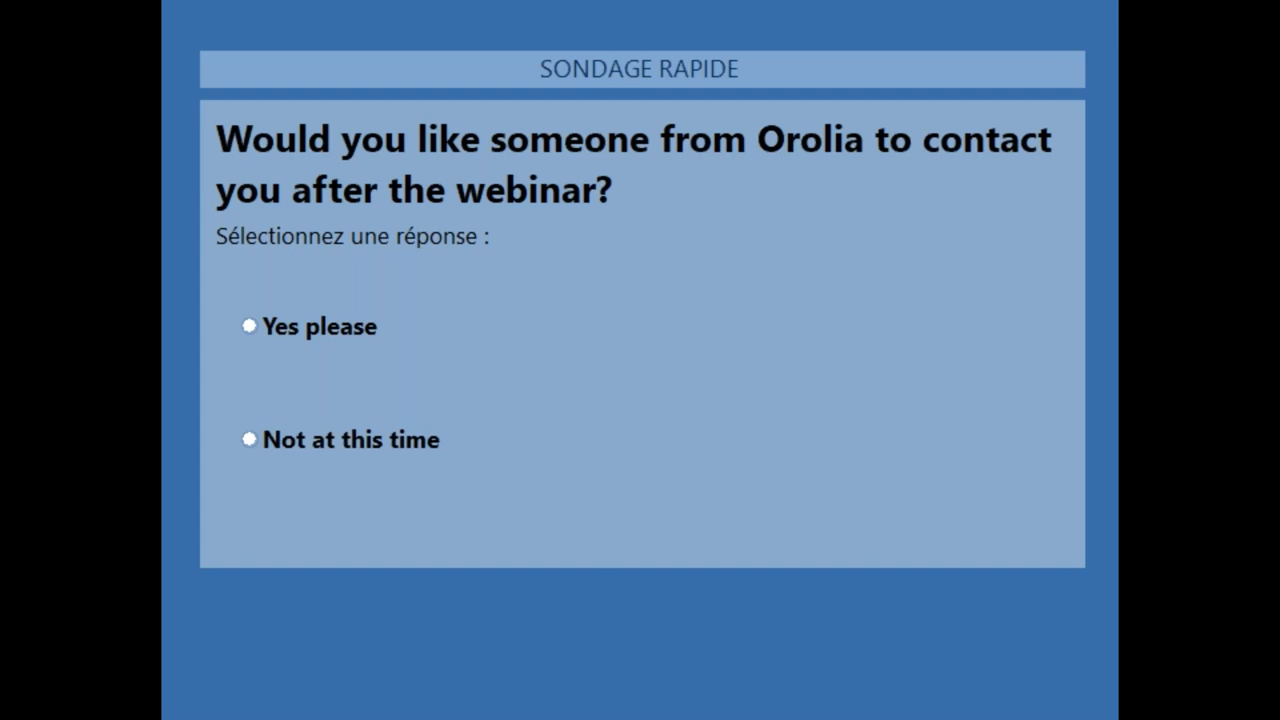 SONDAGE RAPIDE
Would you like someone from Orolia to contact
you after the webinar?
Sélectionnez une réponse :
Yes please
Not at this time